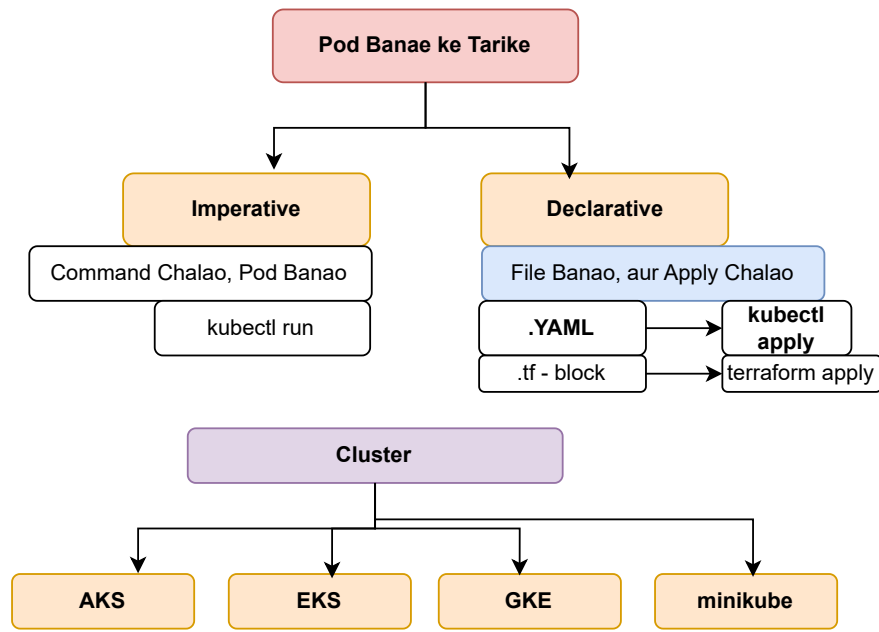 Pod Banae ke Tarike
Imperative
Declarative
Command Chalao, Pod Banao
File Banao, aur Apply Chalao
kubectl run
.YAML
kubectl
apply
.tf - block
terraform apply
Cluster
AKS
EKS
GKE
minikube